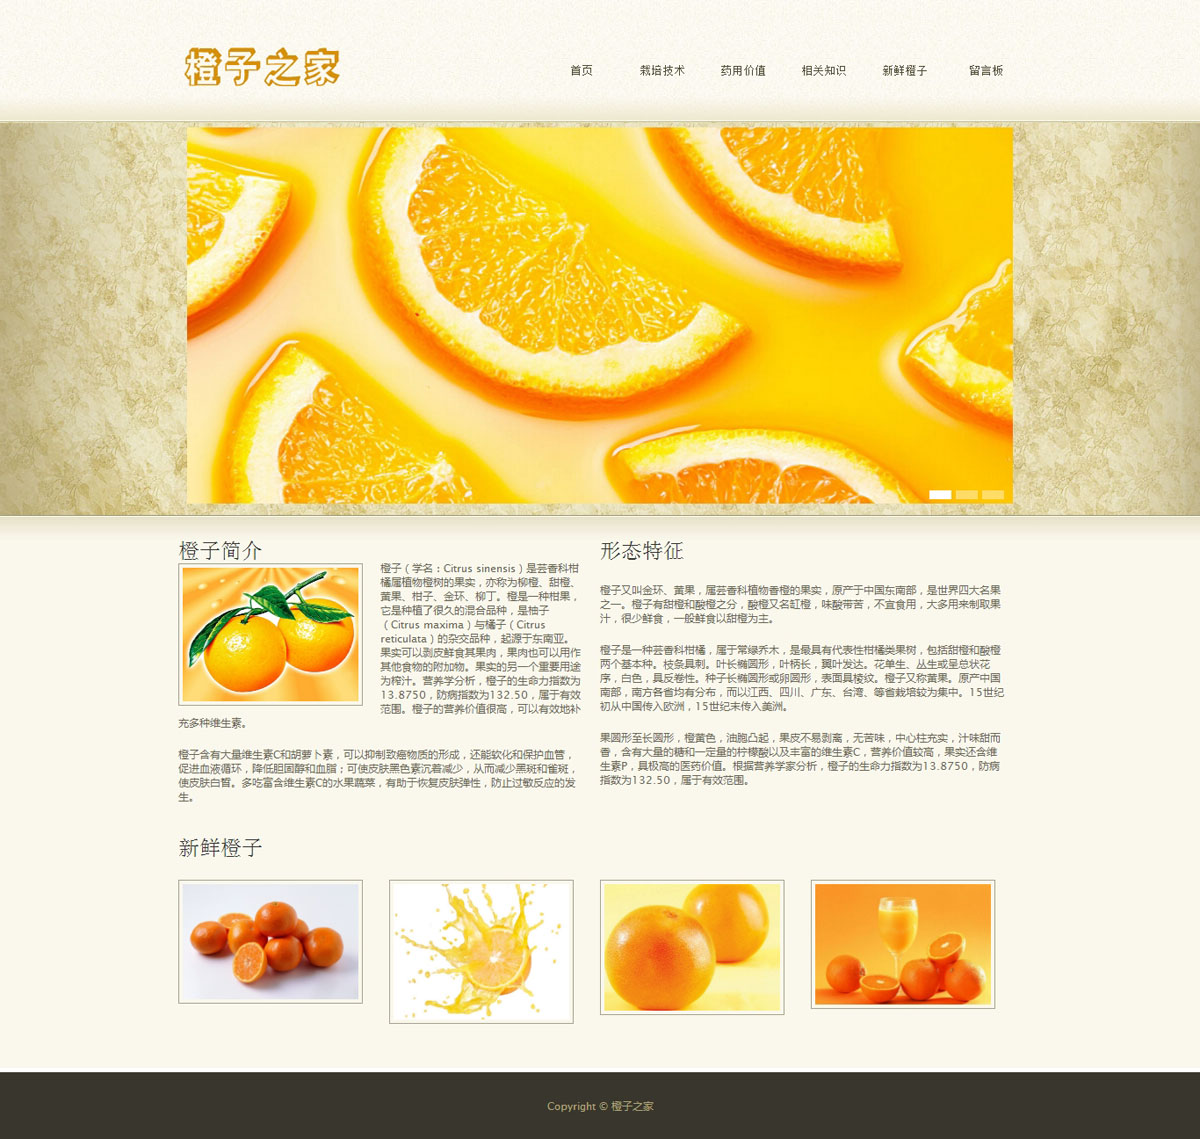 橙子之家
首页 栽培技术 药用价值 相关知识 新鲜橙子 留言板
橙子简介
橙子（学名：Citrus sinensis）是芸香科柑
橘属植物橙树的果实，亦称为柳橙、甜橙、
黄果、柑子、金环、柳丁。橙是一种柑果，
它是种植了很久的混合品种，是柚子
（Citrus maxima）与橘子（Citrus
reticulata）的杂交品种，起源于东南亚。
果实可以剥皮鲜食其果肉，果肉也可以用作
其他食物的附加物。果实的另一个重要用途
为榨汁。营养学分析，橙子的生命力指数为
13.8750，防病指数为132.50，属于有效
范围。橙子的营养价值很高，可以有效地补
充多种维生素。
橙子含有大量维生素C和胡萝卜素，可以抑制致癌物质的形成，还能软化和保护血管，
促进血液循环，降低胆固醇和血脂；可使皮肤黑色素沉着减少，从而减少黑斑和雀斑，
使皮肤白皙。多吃富含维生素C的水果蔬菜，有助于恢复皮肤弹性，防止过敏反应的发
生。
形态特征
橙子又叫金环、黄果，属芸香科植物香橙的果实，原产于中国东南部，是世界四大名果
之一。橙子有甜橙和酸橙之分，酸橙又名缸橙，味酸带苦，不宜食用，大多用来制取果
汁，很少鲜食，一般鲜食以甜橙为主。
橙子是一种芸香科柑橘，属于常绿乔木，是最具有代表性柑橘类果树，包括甜橙和酸橙
两个基本种。枝条具刺。叶长椭圆形，叶柄长，翼叶发达。花单生、丛生或呈总状花
序，白色，具反卷性。种子长椭圆形或卵圆形，表面具棱纹。橙子又称黄果。原产中国
南部，南方各省均有分布，而以江西、四川、广东、台湾、等省栽培较为集中。15世纪
初从中国传入欧洲，15世纪末传入美洲。
果圆形至长圆形，橙黄色，油胞凸起，果皮不易剥离，无苦味，中心柱充实，汁味甜而
香，含有大量的糖和一定量的柠檬酸以及丰富的维生素C，营养价值较高，果实还含维
生素P，具极高的医药价值。根据营养学家分析，橙子的生命力指数为13.8750，防病
指数为132.50，属于有效范围。
新鲜橙子
Copyright © 橙子之家